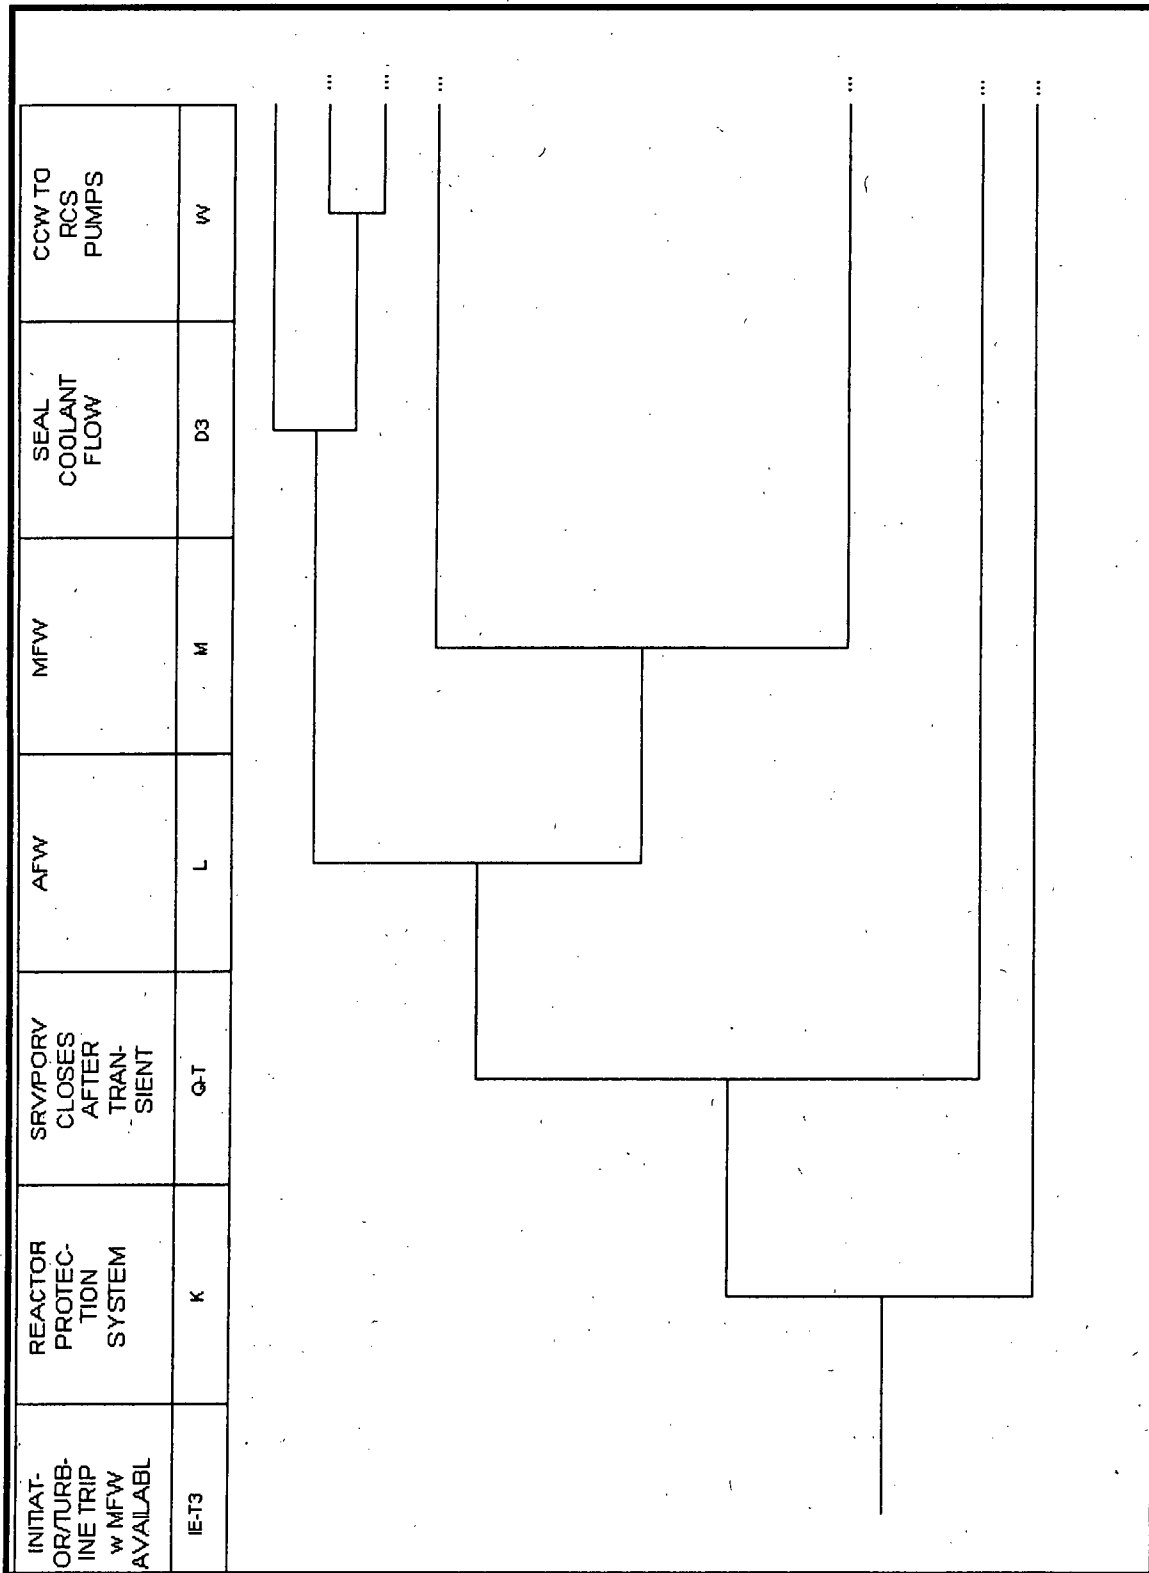 INITIAT-
OR/TURB-
INE TRIP
w MFW
AVAILABL
REACTOR
PROTEC-
TION
SYSTEM
SRV/PORV
CLOSES
AFTER
TRAN-
SIENT
AFW
MFW
SEAL
COOLANT
FLOW
CCW TO
RCS
PUMPS
IE-T3
K
Q-T
L
M
D3
W
...
...
...
...
...
...